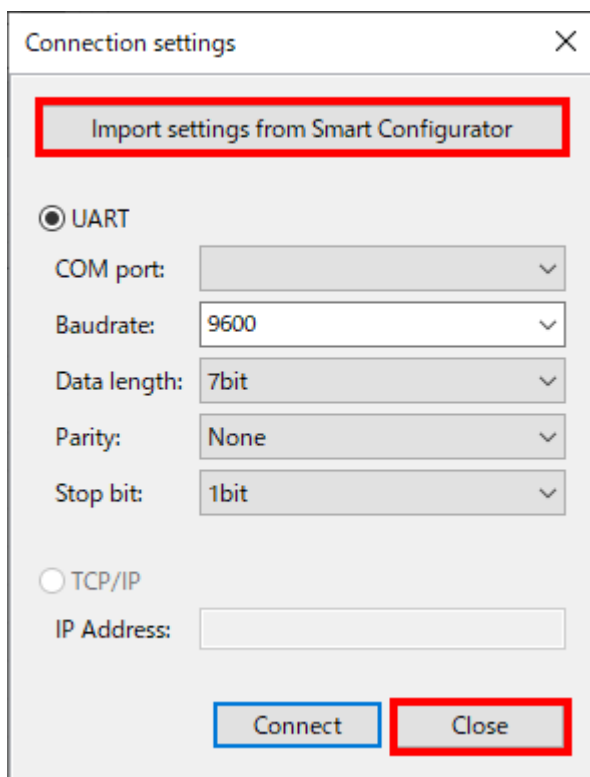 Connection settings
Import settings from Smart Configurator
UART
COM port:
Baudrate: 9600
Data length: 7bit
Parity: None
Stop bit: 1bit
TCP/IP
IP Address:
Connect Close